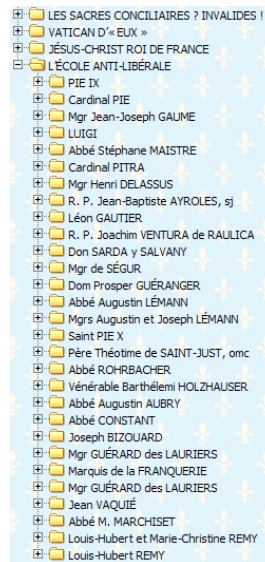 LES SACRES CONCILIAIRES ? INVALIDES !
VATICAN D'« EUX »
JÉSUS-CHRIST ROI DE FRANCE
L'ÉCOLE ANTI-LIBÉRALE
PIE IX
Cardinal PIE
Mgr Jean-Joseph GAUME
LUIGI
Abbé Stéphane MAISTRE
Cardinal PITRA
Mgr Henri DELASSUS
R. P. Jean-Baptiste AYROLES, sj
Léon GAUTIER
R. P. Joachim VENTURA de RAULICA
Don SARDA y SALVANY
Mgr de SÉGUR
Dom Prosper GUÉRANGER
Abbé Augustin LÉMANN
Mgrs Augustin et Joseph LÉMANN
Saint PIE X
Père Théotime de SAINT-JUST, omc
Abbé ROHRBACHER
Vénérable Barthélemi HOLZHAUSER
Abbé Augustin AUBRY
Abbé CONSTANT
Joseph BIZOUARD
Mgr GUÉRARD des LAURIERS
Marquis de la FRANQUERIE
Mgr GUÉRARD des LAURIERS
Jean VAQUIÉ
Abbé M. MARCHISET
Louis-Hubert et Marie-Christine REMY
Louis-Hubert REMY